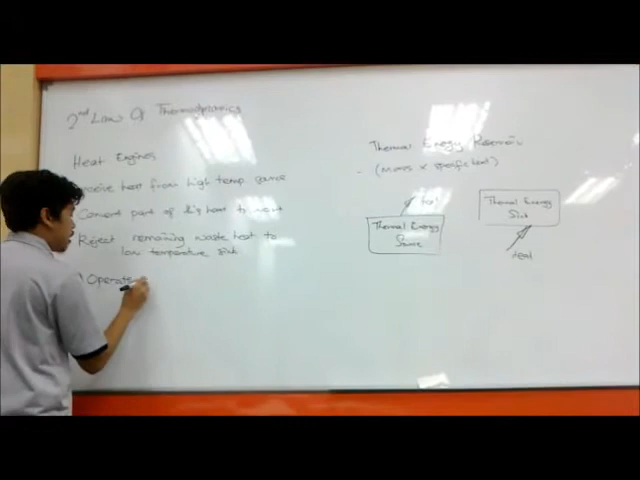 2nd Law Of Thermodynamics
Heat Engines
receive heat from high temp. source
Convert part of heat to work
Reject remaining waste heat to
low temperature sink
Operate
Thermal Energy Reservoir
- (mass x specific heat)
heat
Thermal Energy
Source
Thermal Energy
Sink
Heat